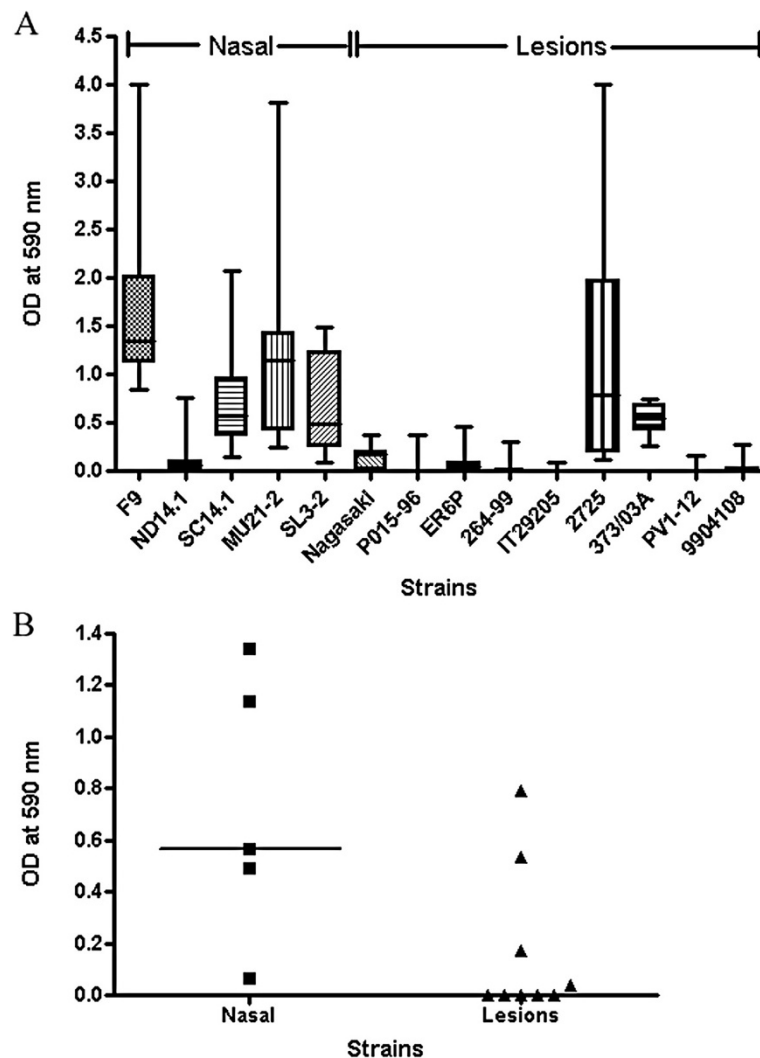 A
Nasal Lesions
4.5
4.0
3.5
3.0
2.5
2.0
1.5
1.0
0.5
0.0
OD at 590 nm
F9 ND14.1 SC14.1 MU21-2 SL3-2 Nagasaki P015-96 ER6P 264-99 IT29205 2725 373/03A PV1-12 9904108
Strains
B
1.4
1.2
1.0
0.8
0.6
0.4
0.2
0.0
OD at 590 nm
Nasal Lesions
Strains